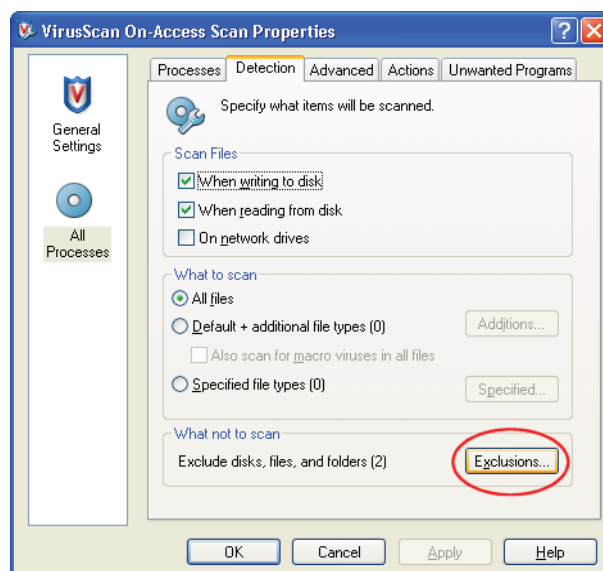 VirusScan On-Access Scan Properties
General
Settings
All
Processes
Processes Detection Advanced Actions Unwanted Programs
Specify what items will be scanned.
Scan Files
When writing to disk
When reading from disk
On network drives
What to scan
All files
Default + additional file types (0)
Additions...
Also scan for macro viruses in all files
Specified file types (0)
Specified...
What not to scan
Exclude disks, files, and folders (2)
Exclusions...
OK Cancel Apply Help